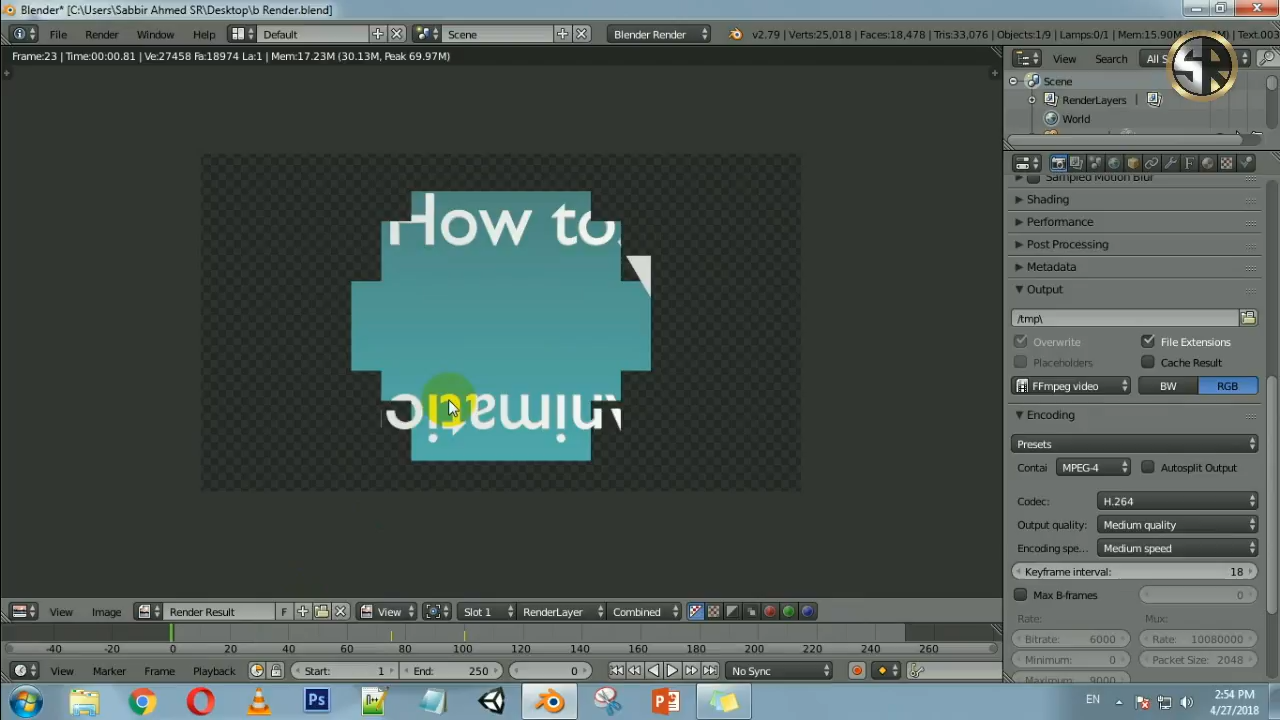 Blender* [C:\Users\Sabbir Ahmed SR\Desktop\b Render.blend]
File Render Window Help Default Scene Blender Render v2.79 | Verts:25,018 | Faces:18,474 | Tris:33,076 | Objects:1/9 | Lamps:0/1 | Mem:15.90M
Frame:23 | Time:00:00.81 | Ve:27458 Fa:18974 La:1 | Mem:17.23M (30.13M, Peak 69.97M)
View Search All S
SR
Scene
RenderLayers
World
Sampled Motion Blur
Shading
Performance
Post Processing
Metadata
Output
/tmp\
Overwrite File Extensions
Placeholders Cache Result
FFmpeg video BW RGB
Encoding
Presets
Contai MPEG-4 Autosplit Output
Codec: H.264
Output quality: Medium quality
Encoding spe... Medium speed
Keyframe interval: 18
Max B-frames 0
Rate: Mux:
Bitrate: 6000 Rate: 10080000
Minimum: 0 Packet Size: 2048
How to
View Image Render Result F View Slot 1 RenderLayer Combined
-40 -20 0 20 40 60 80 100 120 140 160 180 200 220 240 260
View Marker Frame Playback Start: 1 End: 250 0 No Sync
Ps
EN 2:54 PM
4/27/2018